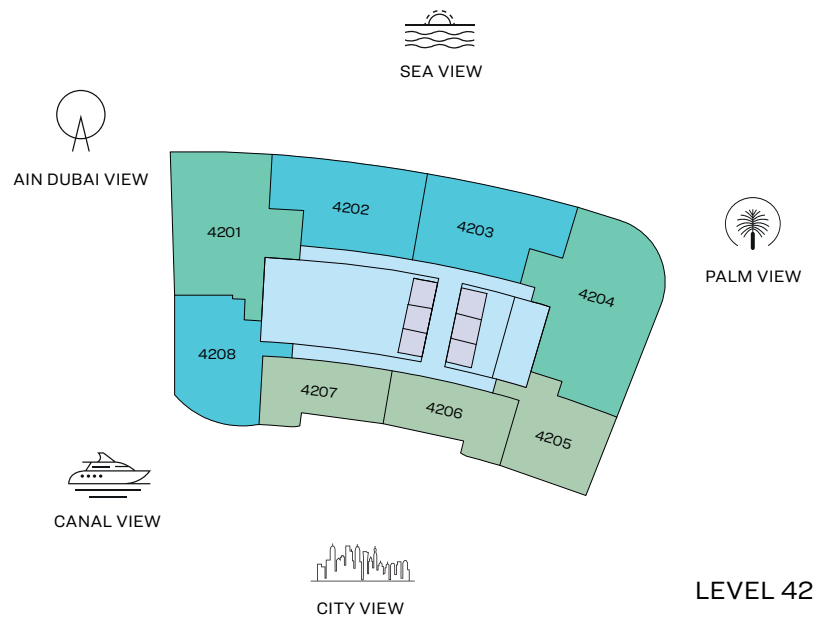 SEA VIEW
AIN DUBAI VIEW
4201
4202
4203
4204
PALM VIEW
4208
4207
4206
4205
CANAL VIEW
CITY VIEW
LEVEL 42